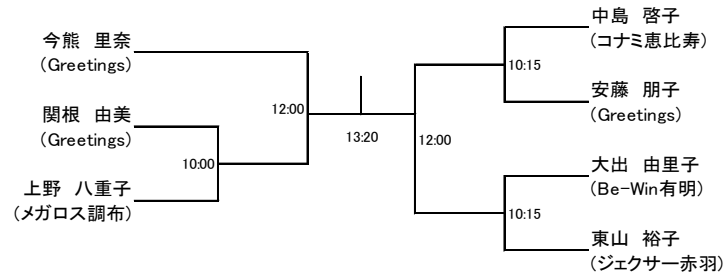 今熊　里奈
(Greetings)
関根　由美
(Greetings)
上野　八重子
(メガロス調布)
10:00
12:00
13:20
12:00
10:15
10:15
中島　啓子
(コナミ恵比寿)
安藤　朋子
(Greetings)
大出　由里子
(Be-Win有明)
東山　裕子
(ジェクサー赤羽)